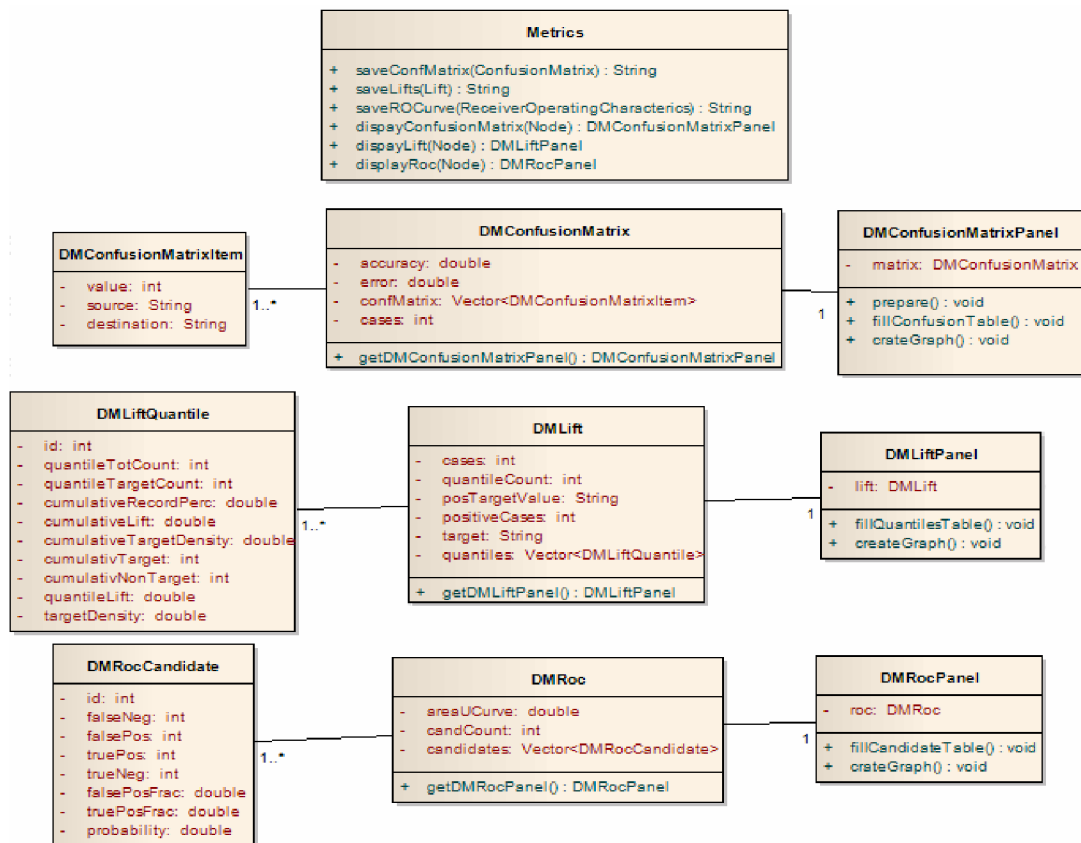 Metrics
+ saveConfMatrix(ConfusionMatrix) : String
+ saveLifts(Lift) : String
+ saveROCurve(ReceiverOperatingCharacterics) : String
+ dispayConfusionMatrix(Node) : DMConfusionMatrixPanel
+ dispayLift(Node) : DMLiftPanel
+ displayRoc(Node) : DMRocPanel
DMConfusionMatrixItem
- value: int
- source: String
- destination: String
1..*
DMConfusionMatrix
- accuracy: double
- error: double
- confMatrix: Vector<DMConfusionMatrixItem>
- cases: int
+ getDMConfusionMatrixPanel() : DMConfusionMatrixPanel
1
DMConfusionMatrixPanel
- matrix: DMConfusionMatrix
+ prepare() : void
+ fillConfusionTable() : void
+ crateGraph() : void
DMLiftQuantile
- id: int
- quantileTotCount: int
- quantileTargetCount: int
- cumulativeRecordPerc: double
- cumulativeLift: double
- cumulativeTargetDensity: double
- cumulativTarget: int
- cumulativNonTarget: int
- quantileLift: double
- targetDensity: double
1..*
DMLift
- cases: int
- quantileCount: int
- posTargetValue: String
- positiveCases: int
- target: String
- quantiles: Vector<DMLiftQuantile>
+ getDMLiftPanel() : DMLiftPanel
1
DMLiftPanel
- lift: DMLift
+ fillQuantilesTable() : void
+ createGraph() : void
DMRocCandidate
- id: int
- falseNeg: int
- falsePos: int
- truePos: int
- trueNeg: int
- falsePosFrac: double
- truePosFrac: double
- probability: double
1..*
DMRoc
- areaUCurve: double
- candCount: int
- candidates: Vector<DMRocCandidate>
+ getDMRocPanel() : DMRocPanel
1
DMRocPanel
- roc: DMRoc
+ fillCandidateTable() : void
+ crateGraph() : void